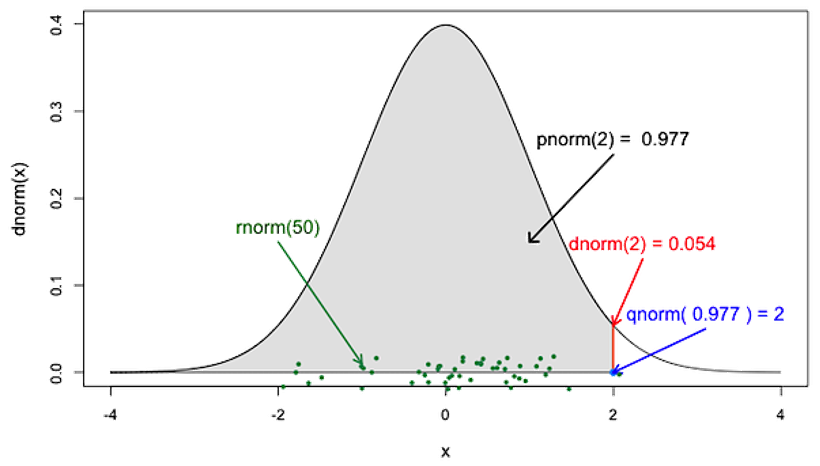 0.4
0.3
0.2
0.1
0.0
dnorm(x)
pnorm(2) = 0.977
rnorm(50)
dnorm(2) = 0.054
qnorm( 0.977 ) = 2
-4 -2 0 2 4
x